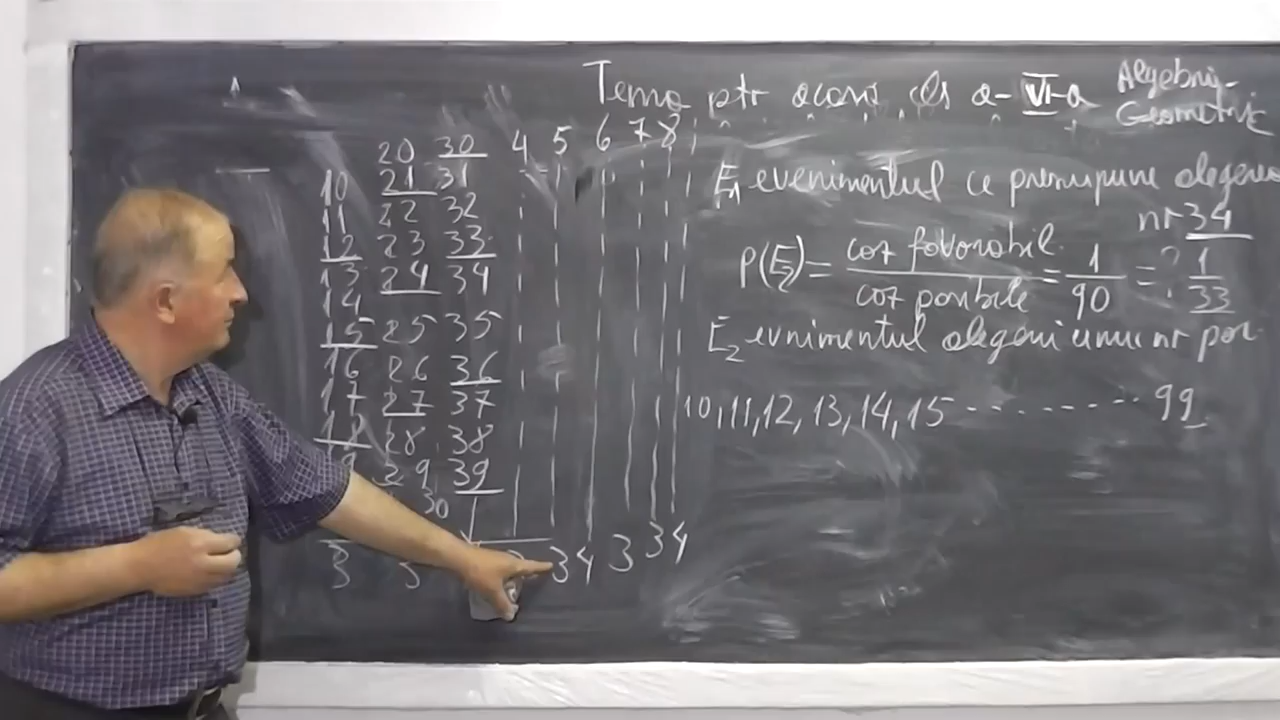 Tema ptr acasă cls a-VI-a Algebră-
Geometrie
20 30 4 5 6 7 8
10 21 31
11 22 32
12 23 33
13 24 34
14
15 25 35
16 26 36
17 27 37
18 28 38
19 29 39
30
3 3 3 4 3 3 4
E1 evenimentul ce presupune alegerea
nr 34
P(E2)= caz favorabil / caz posibile = 1/90 =? 1/33
E2 evnimentul alegerii unui nr par
10,11,12,13,14,15---------99